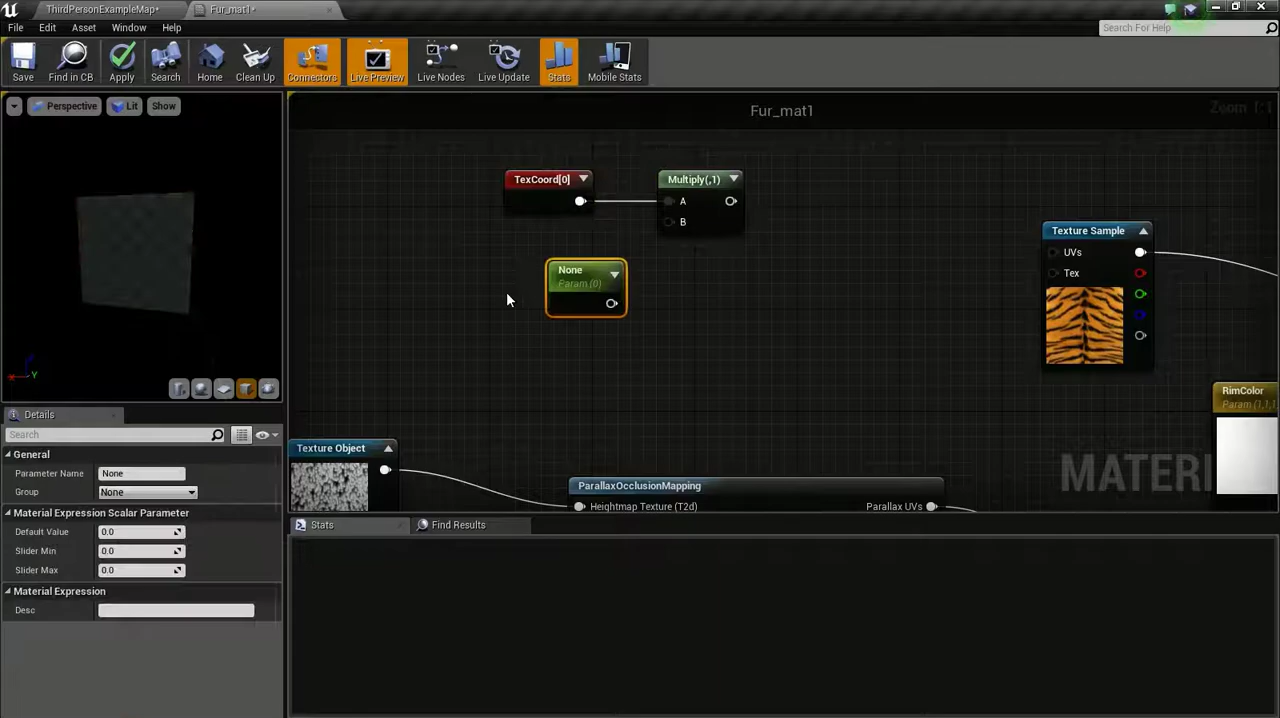 ThirdPersonExampleMap*
Fur_mat1*
File Edit Asset Window Help
Search For Help
Save Find in CB Apply Search Home Clean Up Connectors Live Preview Live Nodes Live Update Stats Mobile Stats
Perspective Lit Show
Fur_mat1
Zoom 1:1
TexCoord[0]
Multiply(,1)
A
B
None
Param (0)
Texture Sample
UVs
Tex
RimColor
Param (1,1,1
Texture Object
ParallaxOcclusionMapping
Heightmap Texture (T2d) Parallax UVs
MATERI
Y
Details
Search
General
Parameter Name None
Group None
Material Expression Scalar Parameter
Default Value 0.0
Slider Min 0.0
Slider Max 0.0
Material Expression
Desc
Stats
Find Results